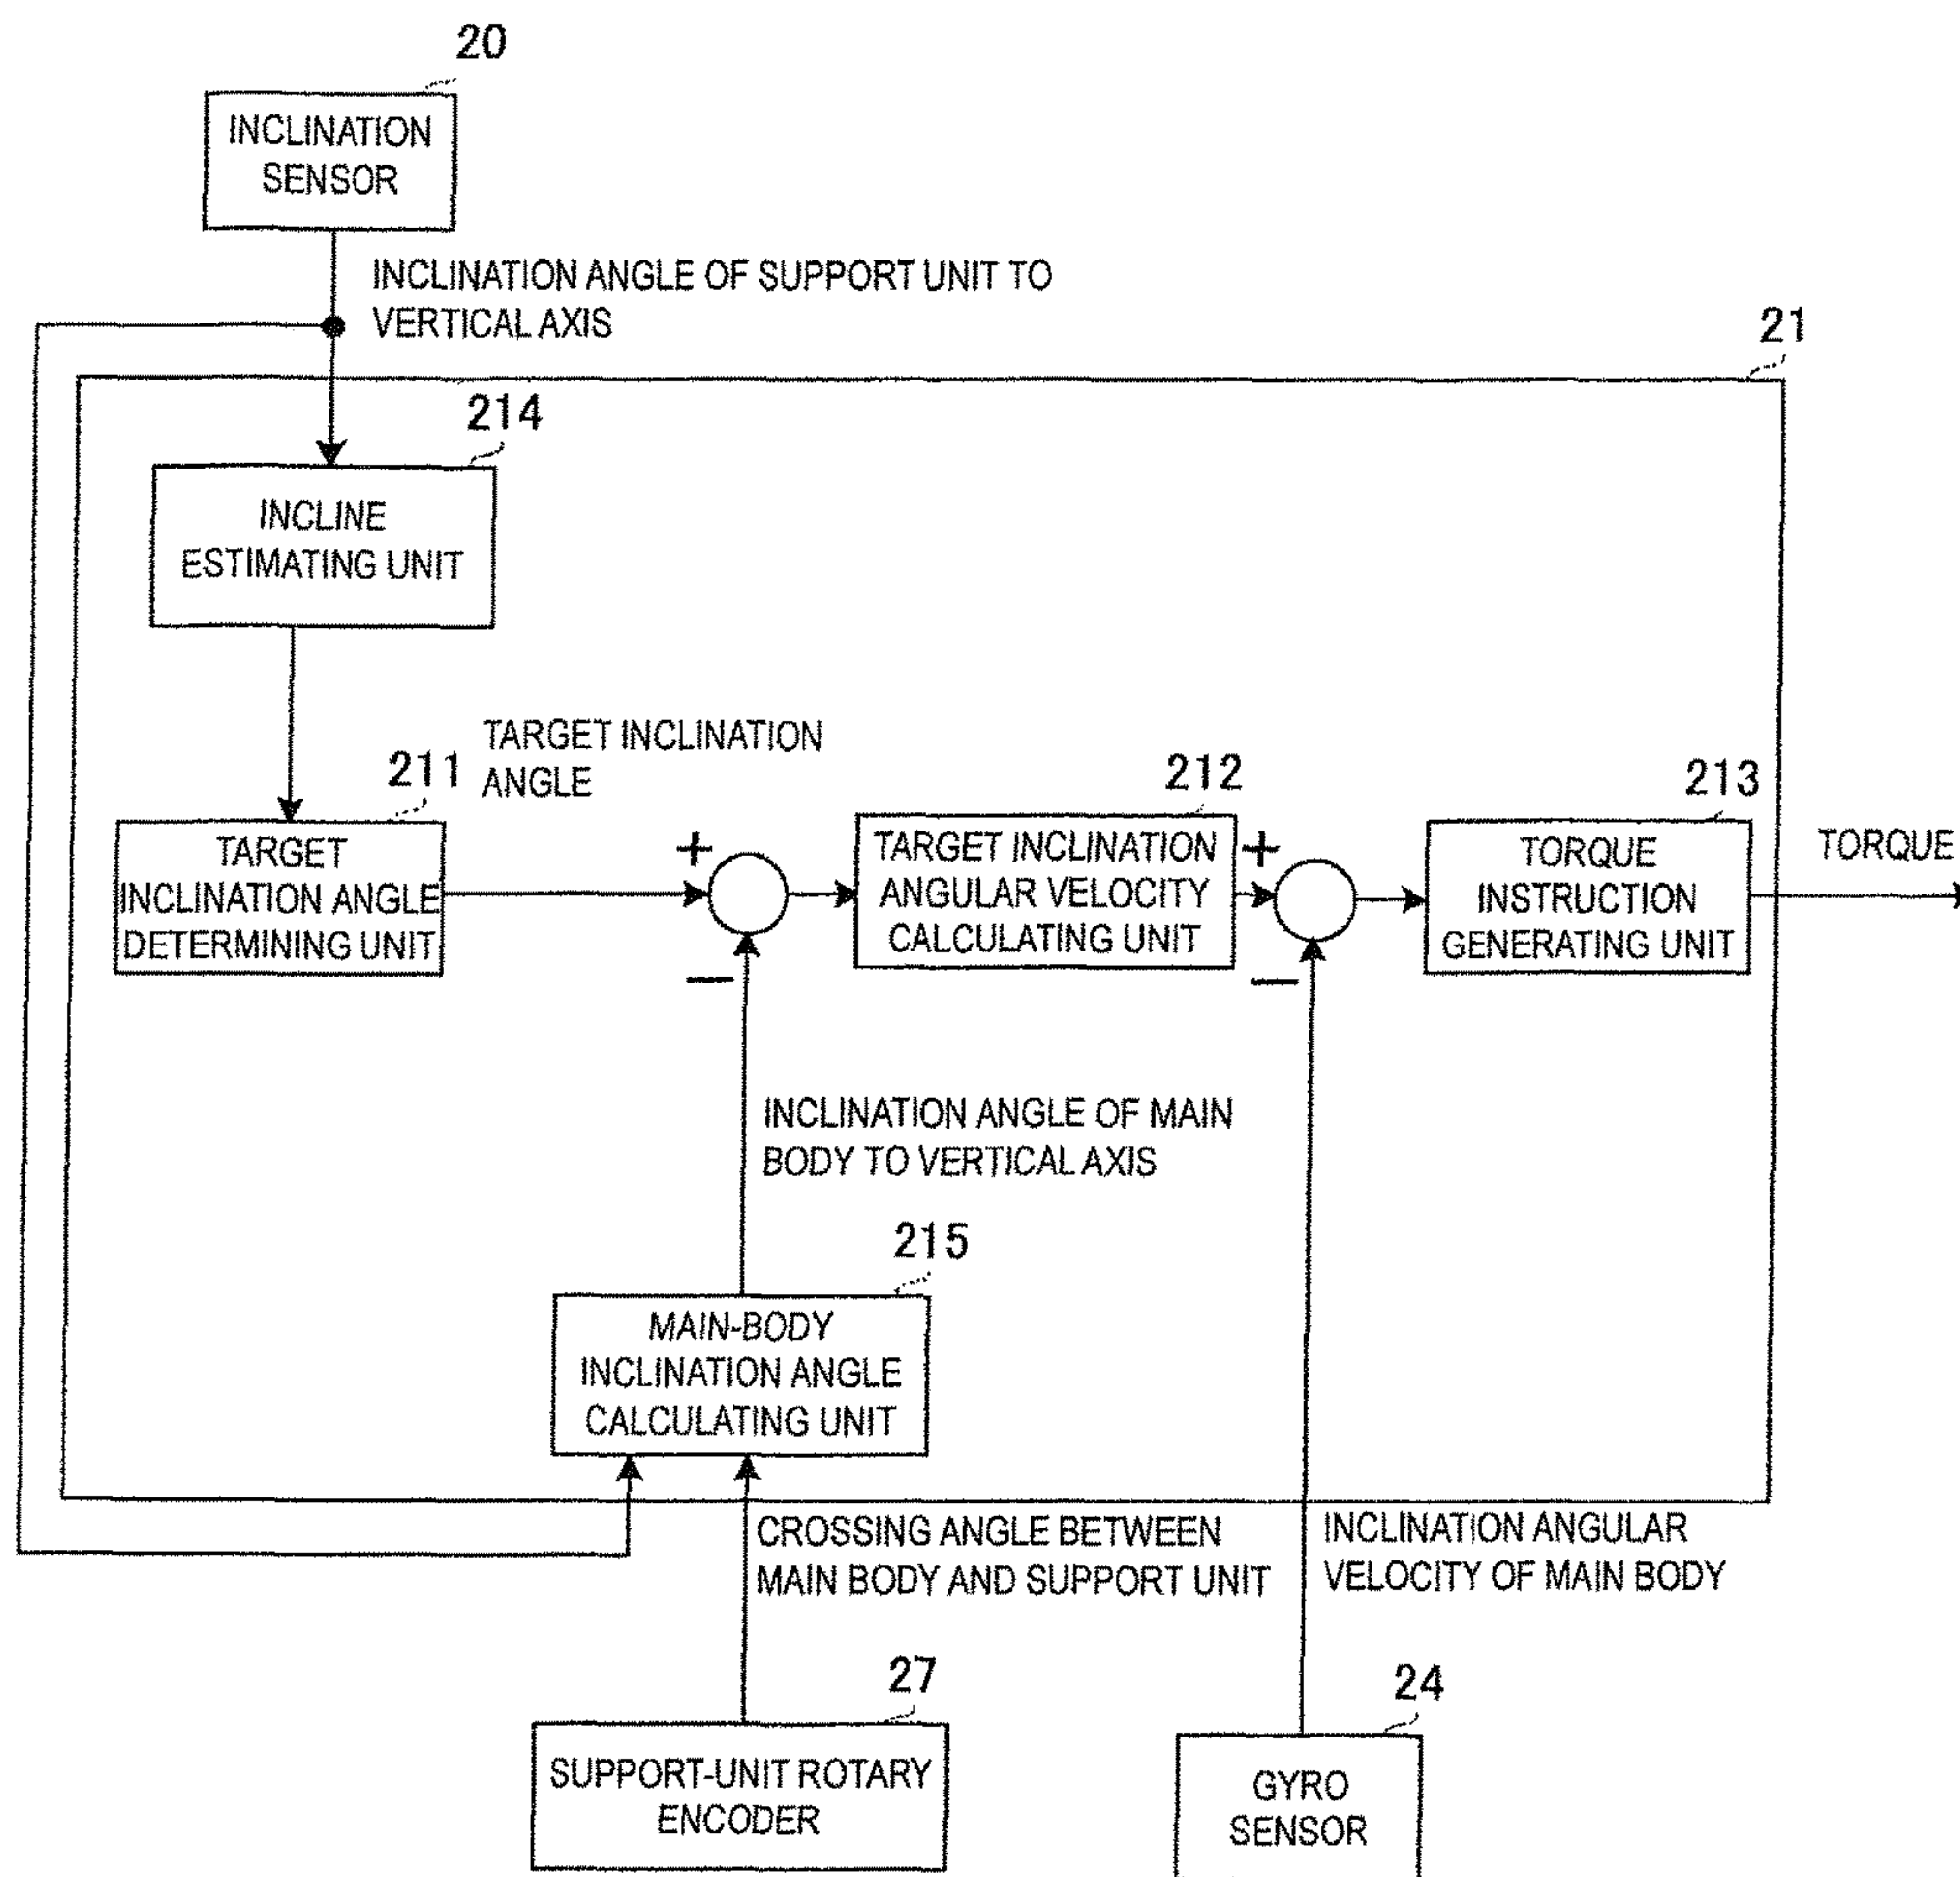 20
INCLINATION
SENSOR
INCLINATION ANGLE OF SUPPORT UNIT TO
VERTICAL AXIS
21
214
INCLINE
ESTIMATING UNIT
TARGET INCLINATION
ANGLE
211
TARGET
INCLINATION ANGLE
DETERMINING UNIT
+
−
212
TARGET INCLINATION
ANGULAR VELOCITY
CALCULATING UNIT
+
−
213
TORQUE
INSTRUCTION
GENERATING UNIT
TORQUE
INCLINATION ANGLE OF MAIN
BODY TO VERTICAL AXIS
215
MAIN-BODY
INCLINATION ANGLE
CALCULATING UNIT
CROSSING ANGLE BETWEEN
MAIN BODY AND SUPPORT UNIT
INCLINATION ANGULAR
VELOCITY OF MAIN BODY
27
SUPPORT-UNIT ROTARY
ENCODER
24
GYRO
SENSOR